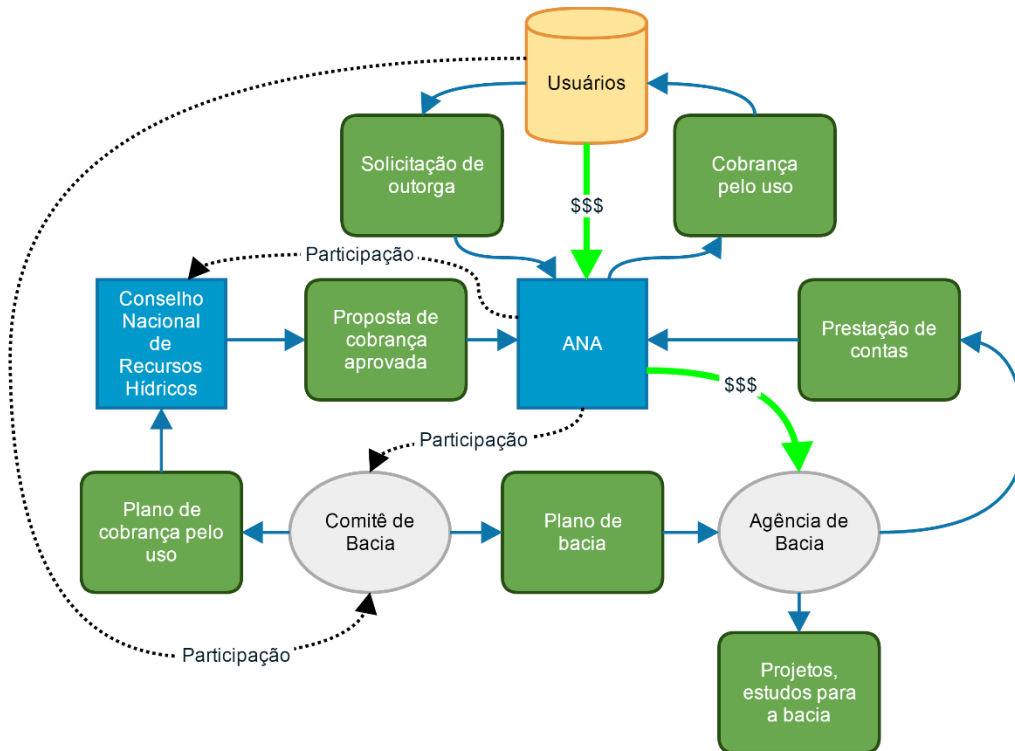 Usuários
Solicitação de
outorga
Cobrança
pelo uso
$$$
Participação
Conselho
Nacional
de
Recursos
Hídricos
Proposta de
cobrança
aprovada
ANA
Prestação de
contas
$$$
Participação
Plano de
cobrança pelo
uso
Comitê de
Bacia
Plano de
bacia
Agência de
Bacia
Participação
Projetos,
estudos para
a bacia